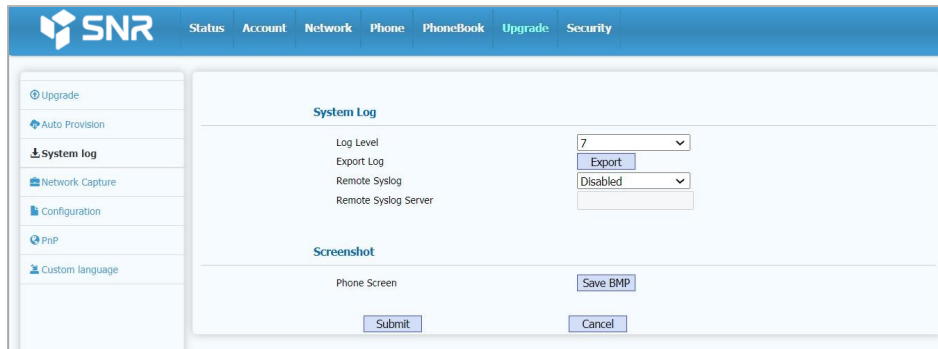 SNR Status Account Network Phone PhoneBook Upgrade Security
Upgrade
Auto Provision
System log
Network Capture
Configuration
PnP
Custom language
System Log
Log Level 7
Export Log Export
Remote Syslog Disabled
Remote Syslog Server
Screenshot
Phone Screen Save BMP
Submit Cancel